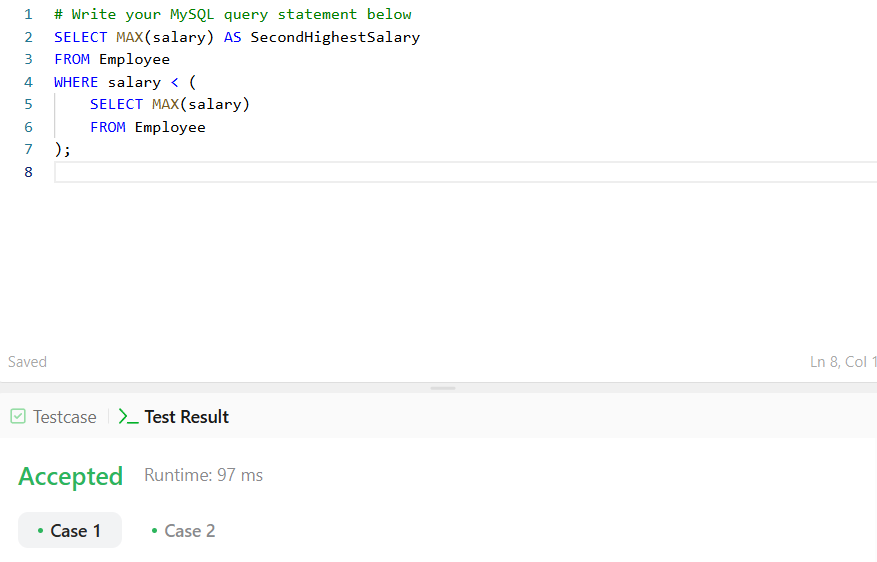 1 # Write your MySQL query statement below
2 SELECT MAX(salary) AS SecondHighestSalary
3 FROM Employee
4 WHERE salary < (
5     SELECT MAX(salary)
6     FROM Employee
7 );
8
Saved Ln 8, Col 1
Testcase >_ Test Result
Accepted Runtime: 97 ms
• Case 1 • Case 2